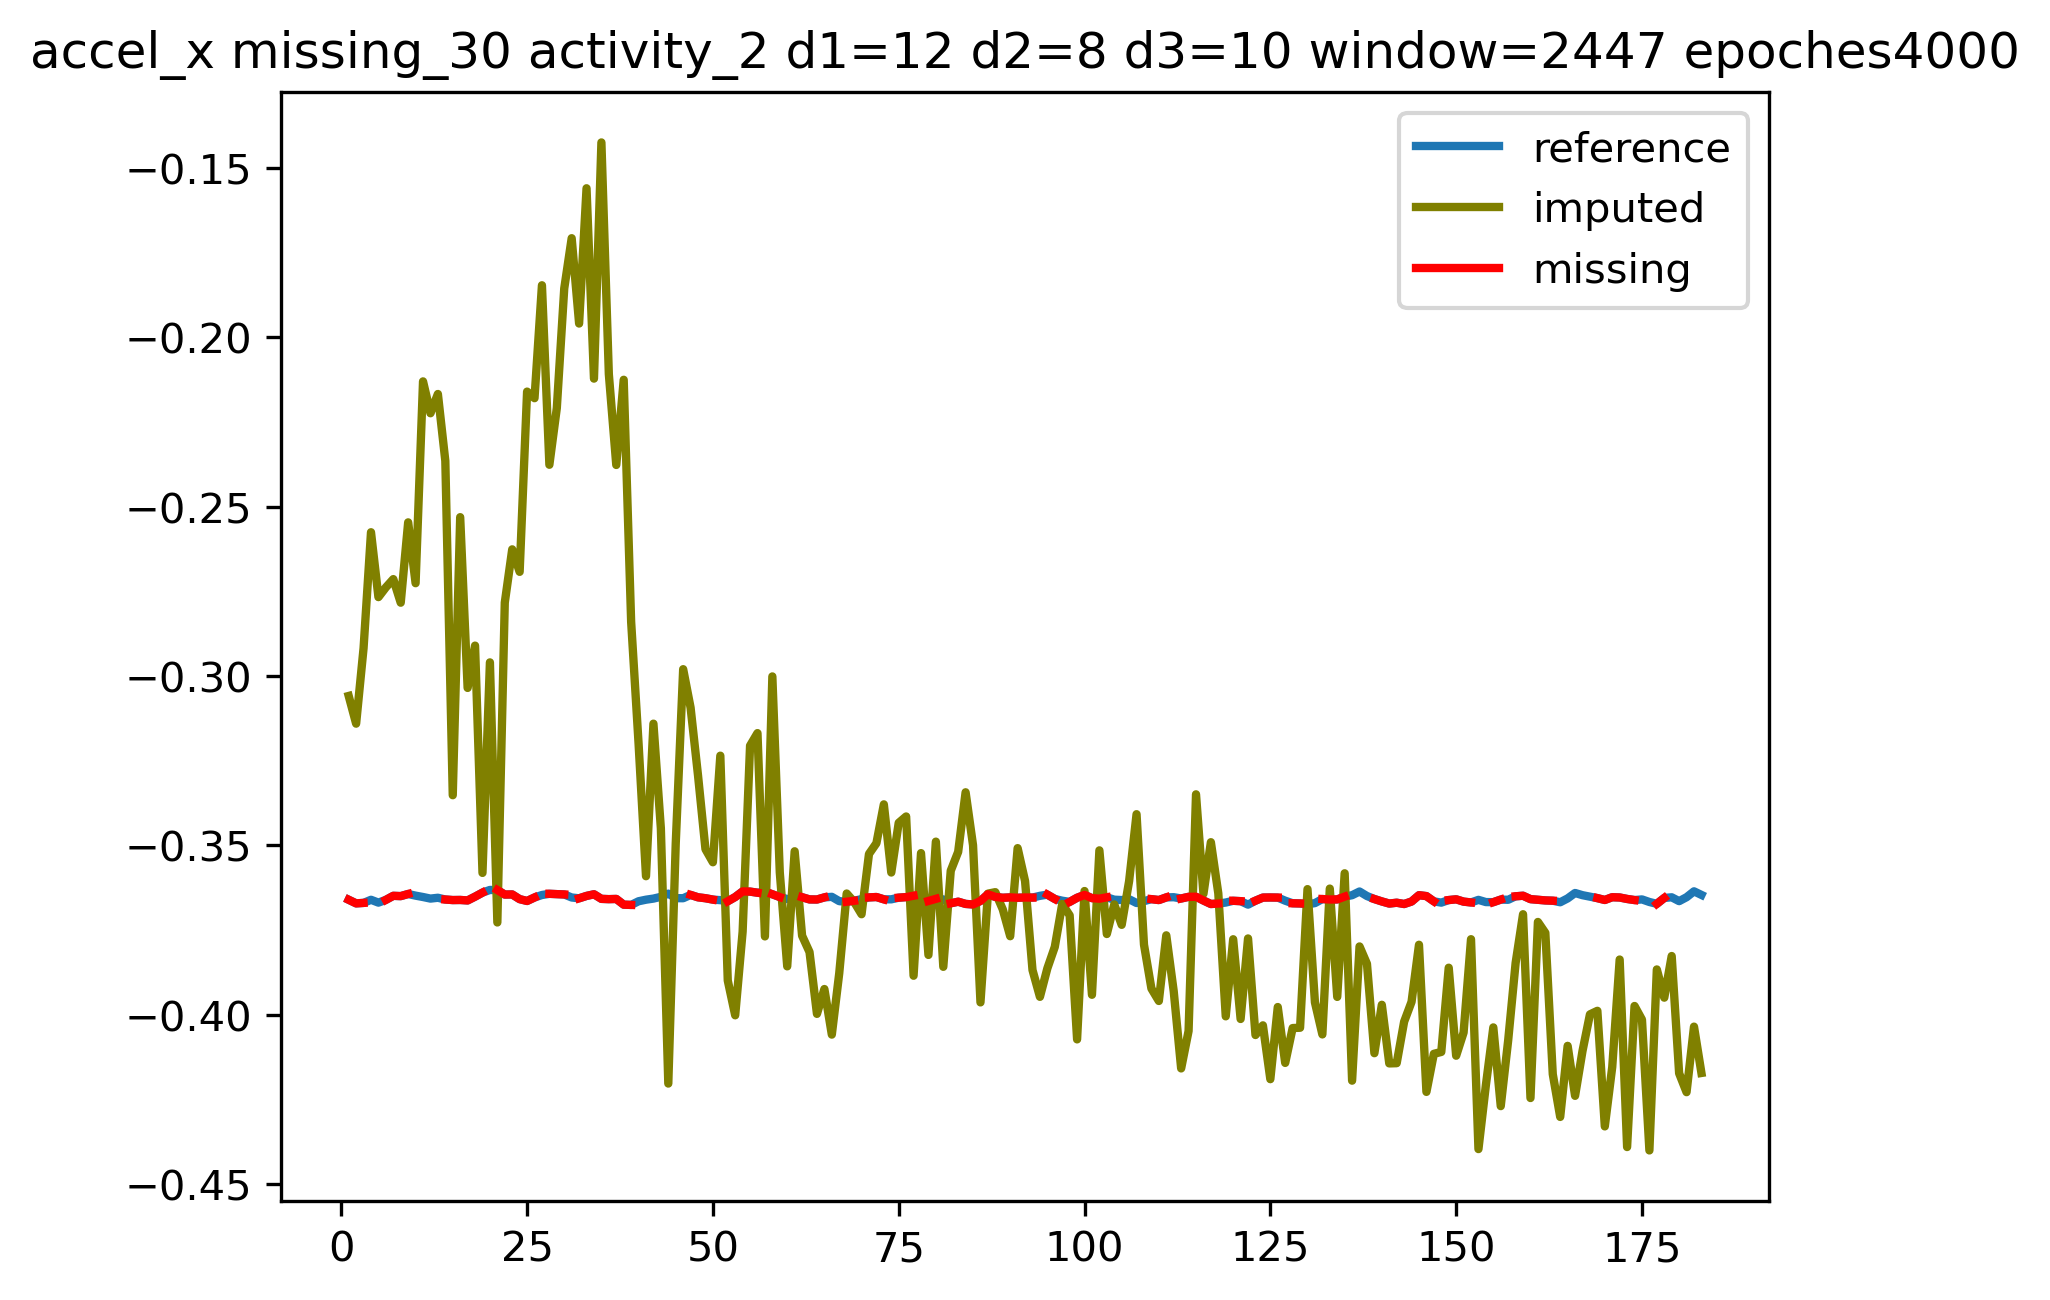 accel_x missing_30 activity_2 d1=12 d2=8 d3=10 window=2447 epoches4000
reference
imputed
missing
−0.15
−0.20
−0.25
−0.30
−0.35
−0.40
−0.45
0 25 50 75 100 125 150 175